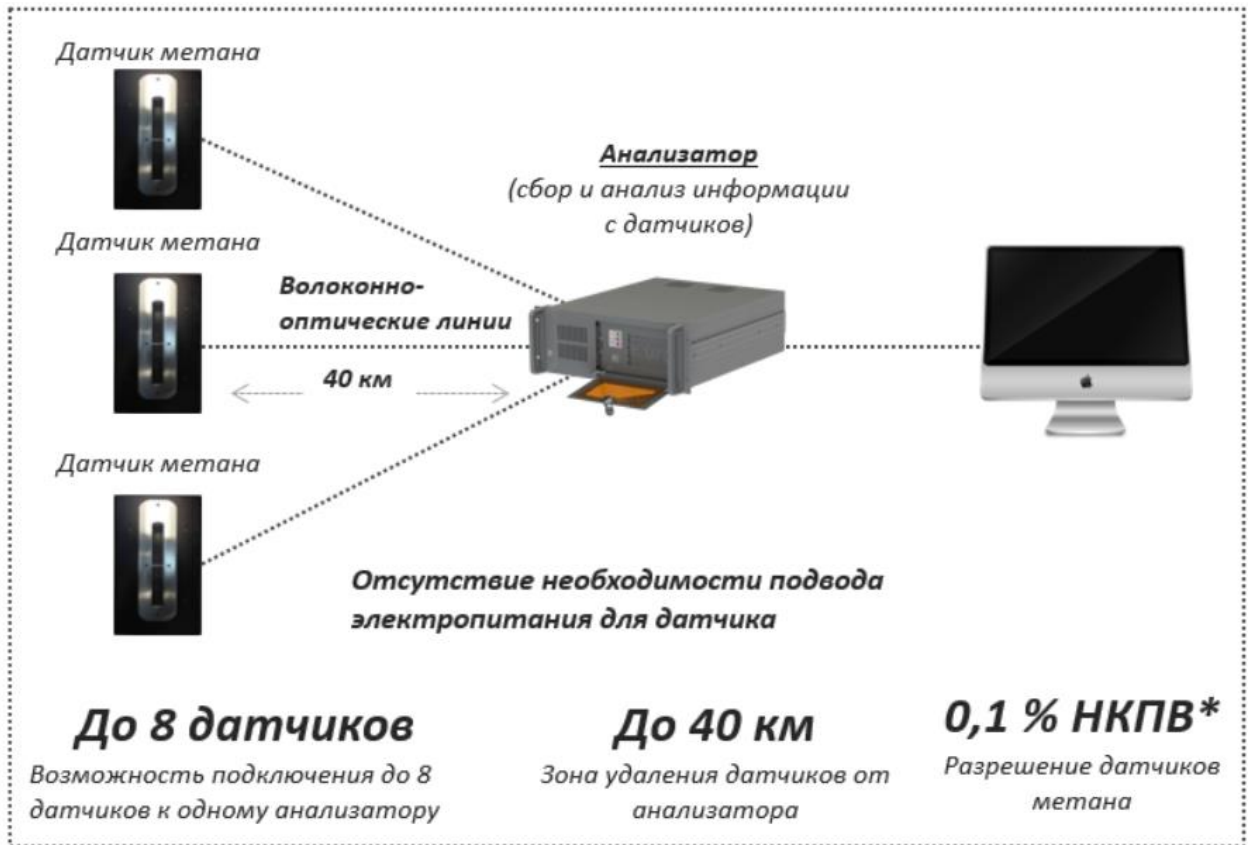 Датчик метана
Анализатор
(сбор и анализ информации
с датчиков)
Датчик метана
Волоконно-
оптические линии
40 км
Датчик метана
Отсутствие необходимости подвода
электропитания для датчика
До 8 датчиков
Возможность подключения до 8
датчиков к одному анализатору
До 40 км
Зона удаления датчиков от
анализатора
0,1 % НКПВ*
Разрешение датчиков
метана